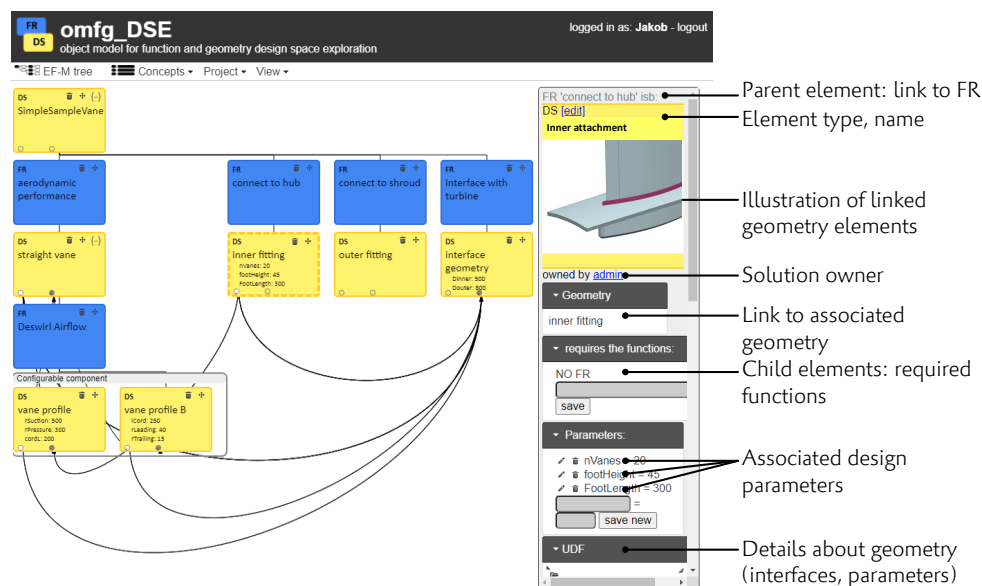 FR
DS
omfg_DSE
object model for function and geometry design space exploration
logged in as: Jakob - logout
EF-M tree
Concepts
Project
View
DS
(-)
SimpleSampleVane
FR
aerodynamic
performance
FR
connect to hub
FR
connect to shroud
FR
interface with
turbine
DS
(-)
straight vane
DS
inner fitting
nVanes: 20
footHeight: 45
FootLength: 300
DS
outer fitting
DS
interface
geometry
Dinner: 500
Douter: 800
FR
Deswirl Airflow
Configurable component
DS
vane profile
rSuction: 500
rPressure: 300
cordL: 200
DS
vane profile B
lCord: 250
rLeading: 40
rTrailing: 15
FR 'connect to hub' isb:
DS [edit]
Inner attachment
owned by admin
Geometry
inner fitting
requires the functions:
NO FR
save
Parameters:
nVanes = 20
footHeight = 45
FootLength = 300
=
save new
UDF
Parent element: link to FR
Element type, name
Illustration of linked
geometry elements
Solution owner
Link to associated
geometry
Child elements: required
functions
Associated design
parameters
Details about geometry
(interfaces, parameters)